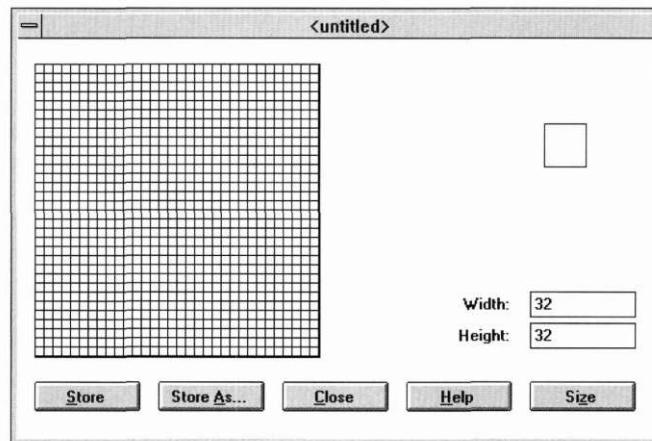 <untitled>
Width: 32
Height: 32
Store Store As... Close Help Size